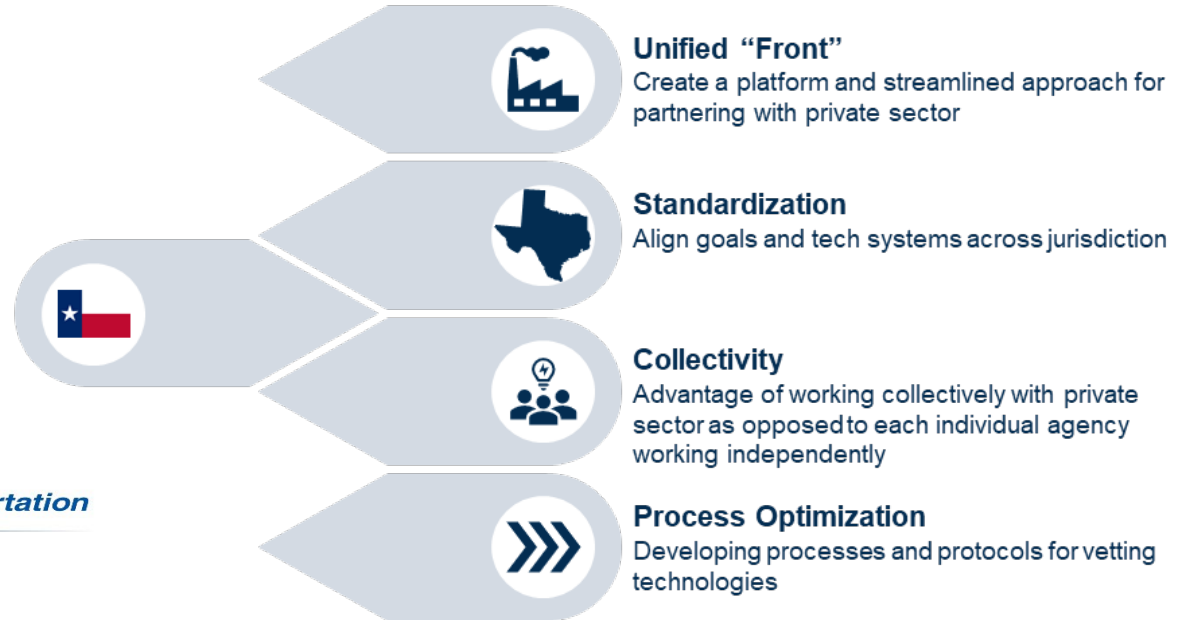 Unified “Front”
Create a platform and streamlined approach for
partnering with private sector
Standardization
Align goals and tech systems across jurisdiction
Collectivity
Advantage of working collectively with private
sector as opposed to each individual agency
working independently
rtation
Process Optimization
Developing processes and protocols for vetting
technologies